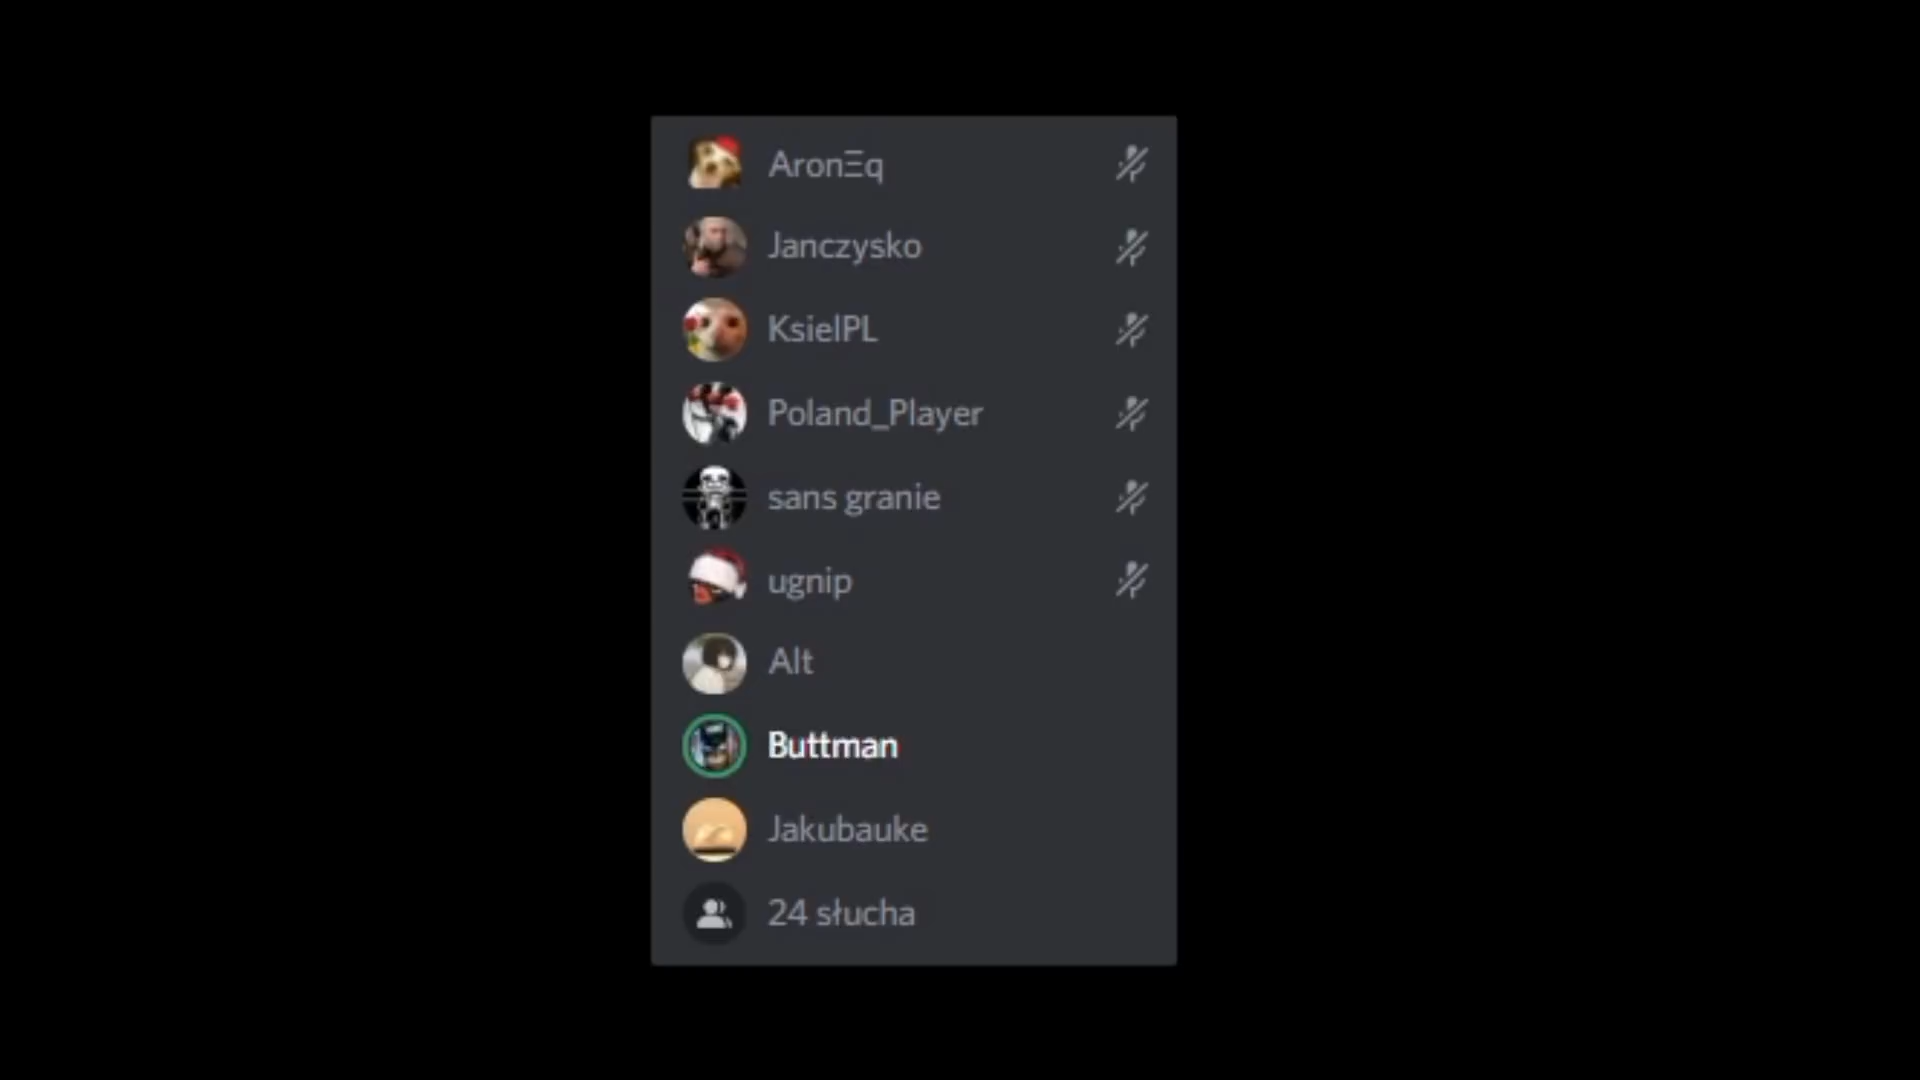 AronΞq
Janczysko
KsielPL
Poland_Player
sans granie
ugnip
Alt
Buttman
Jakubauke
24 słucha